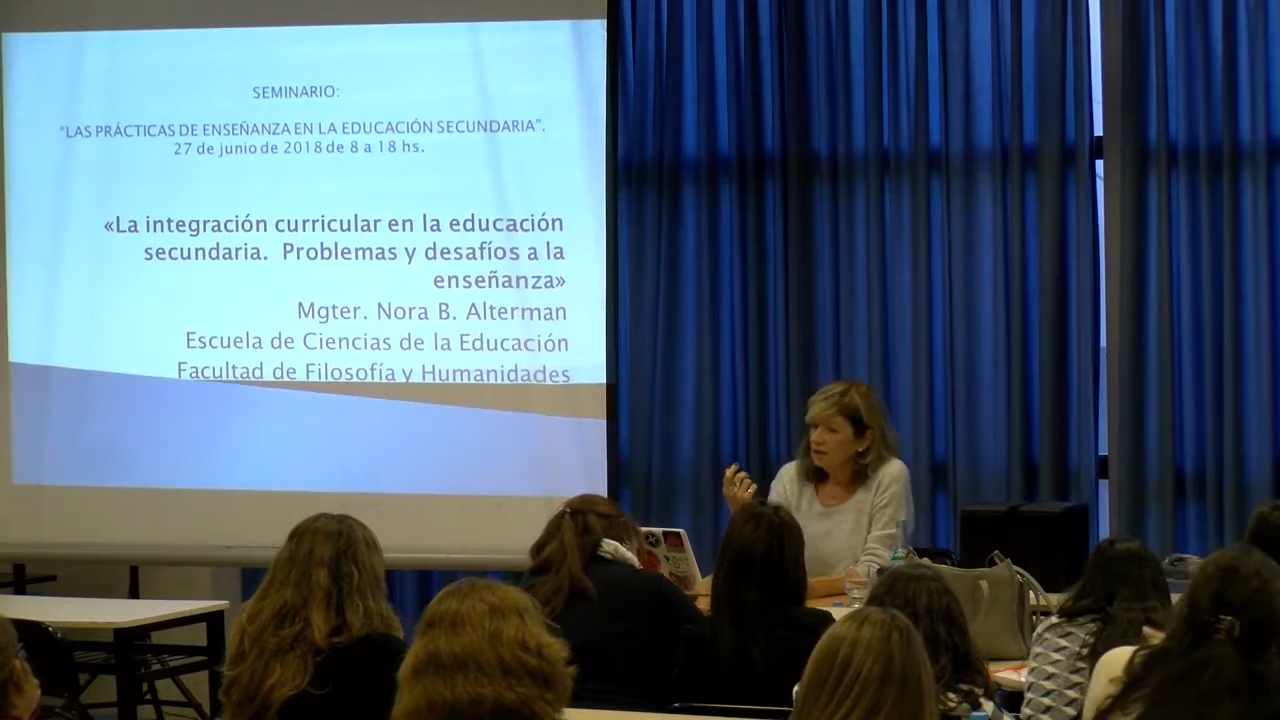 SEMINARIO:
"LAS PRÁCTICAS DE ENSEÑANZA EN LA EDUCACIÓN SECUNDARIA".
27 de junio de 2018 de 8 a 18 hs.
«La integración curricular en la educación
secundaria. Problemas y desafíos a la
enseñanza»
Mgter. Nora B. Alterman
Escuela de Ciencias de la Educación
Facultad de Filosofía y Humanidades